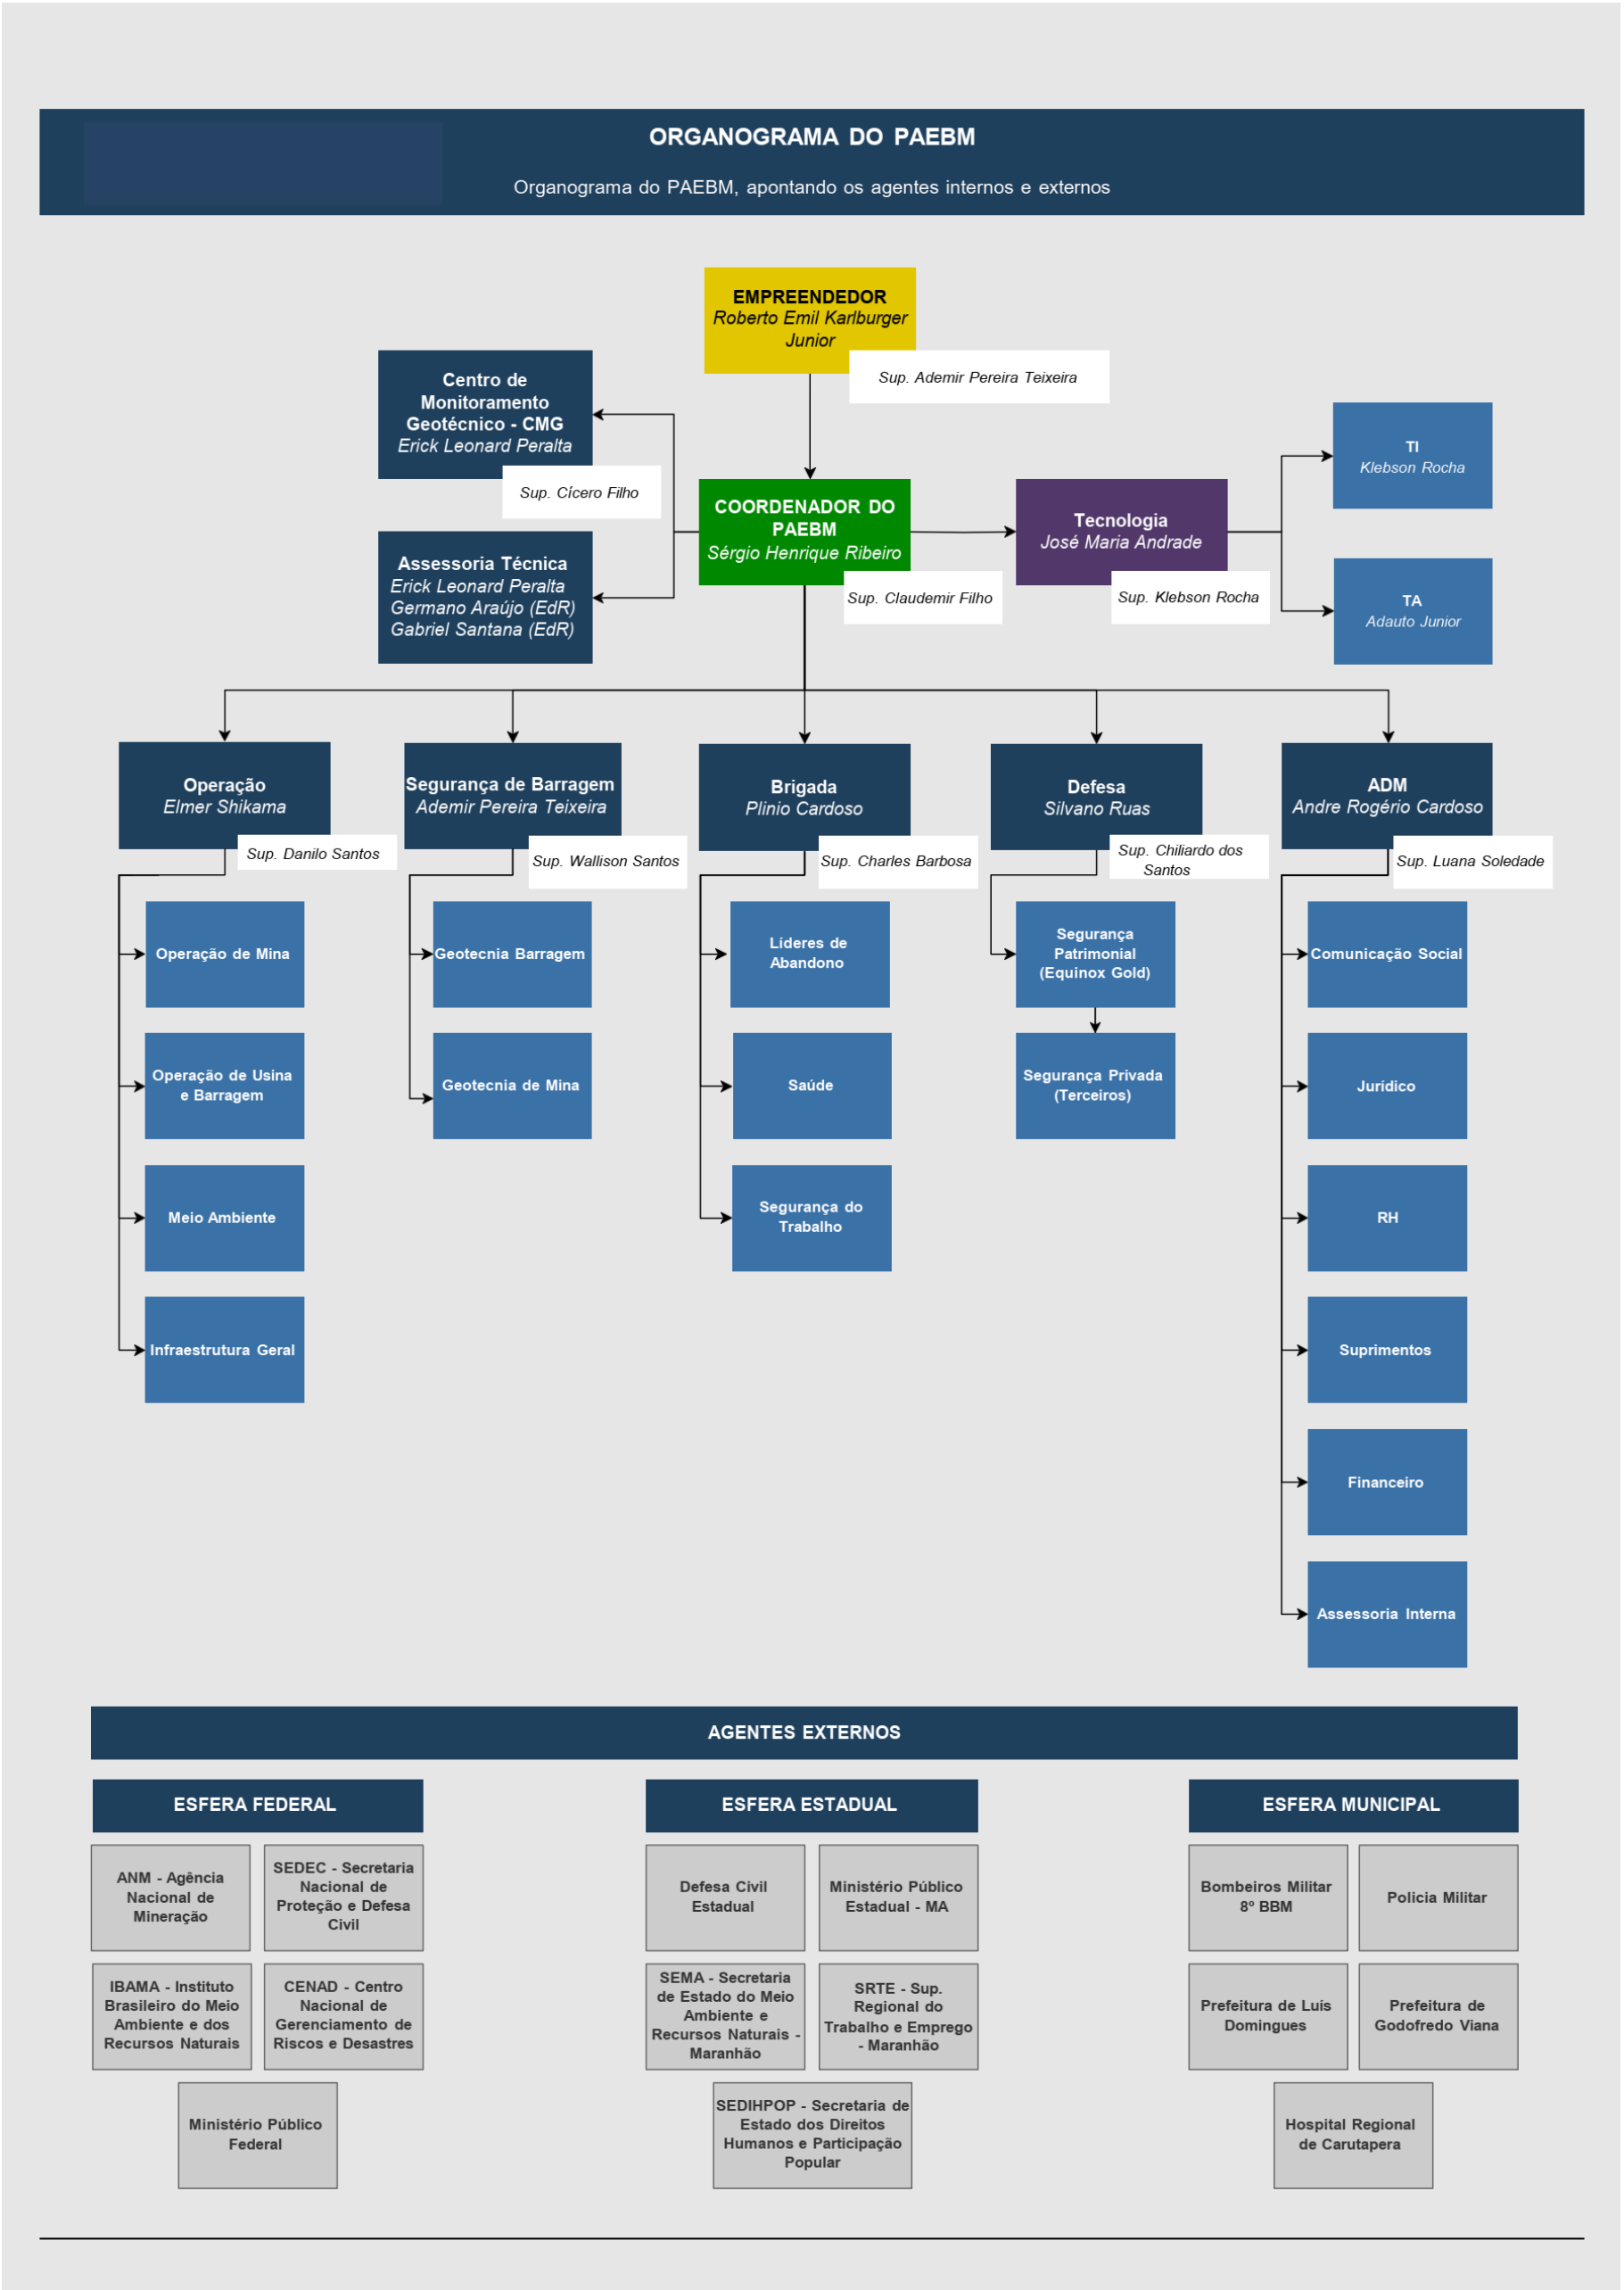 ORGANOGRAMA DO PAEBM
Organograma do PAEBM, apontando os agentes internos e externos
EMPREENDEDOR
Roberto Emil Karlburger
Junior
Sup. Ademir Pereira Teixeira
Centro de
Monitoramento
Geotécnico - CMG
Erick Leonard Peralta
Sup. Cícero Filho
Assessoria Técnica
Erick Leonard Peralta
Germano Araújo (EdR)
Gabriel Santana (EdR)
COORDENADOR DO
PAEBM
Sérgio Henrique Ribeiro
Sup. Claudemir Filho
Tecnologia
José Maria Andrade
Sup. Klebson Rocha
TI
Klebson Rocha
TA
Adauto Junior
Operação
Elmer Shikama
Sup. Danilo Santos
Operação de Mina
Operação de Usina
e Barragem
Meio Ambiente
Infraestrutura Geral
Segurança de Barragem
Ademir Pereira Teixeira
Sup. Wallison Santos
Geotecnia Barragem
Geotecnia de Mina
Brigada
Plinio Cardoso
Sup. Charles Barbosa
Líderes de
Abandono
Saúde
Segurança do
Trabalho
Defesa
Silvano Ruas
Sup. Chiliardo dos
Santos
Segurança
Patrimonial
(Equinox Gold)
Segurança Privada
(Terceiros)
ADM
Andre Rogério Cardoso
Sup. Luana Soledade
Comunicação Social
Jurídico
RH
Suprimentos
Financeiro
Assessoria Interna
AGENTES EXTERNOS
ESFERA FEDERAL
ANM - Agência
Nacional de
Mineração
SEDEC - Secretaria
Nacional de
Proteção e Defesa
Civil
IBAMA - Instituto
Brasileiro do Meio
Ambiente e dos
Recursos Naturais
CENAD - Centro
Nacional de
Gerenciamento de
Riscos e Desastres
Ministério Público
Federal
ESFERA ESTADUAL
Defesa Civil
Estadual
Ministério Público
Estadual - MA
SEMA - Secretaria
de Estado do Meio
Ambiente e
Recursos Naturais -
Maranhão
SRTE - Sup.
Regional do
Trabalho e Emprego
- Maranhão
SEDIHPOP - Secretaria de
Estado dos Direitos
Humanos e Participação
Popular
ESFERA MUNICIPAL
Bombeiros Militar
8º BBM
Policia Militar
Prefeitura de Luís
Domingues
Prefeitura de
Godofredo Viana
Hospital Regional
de Carutapera